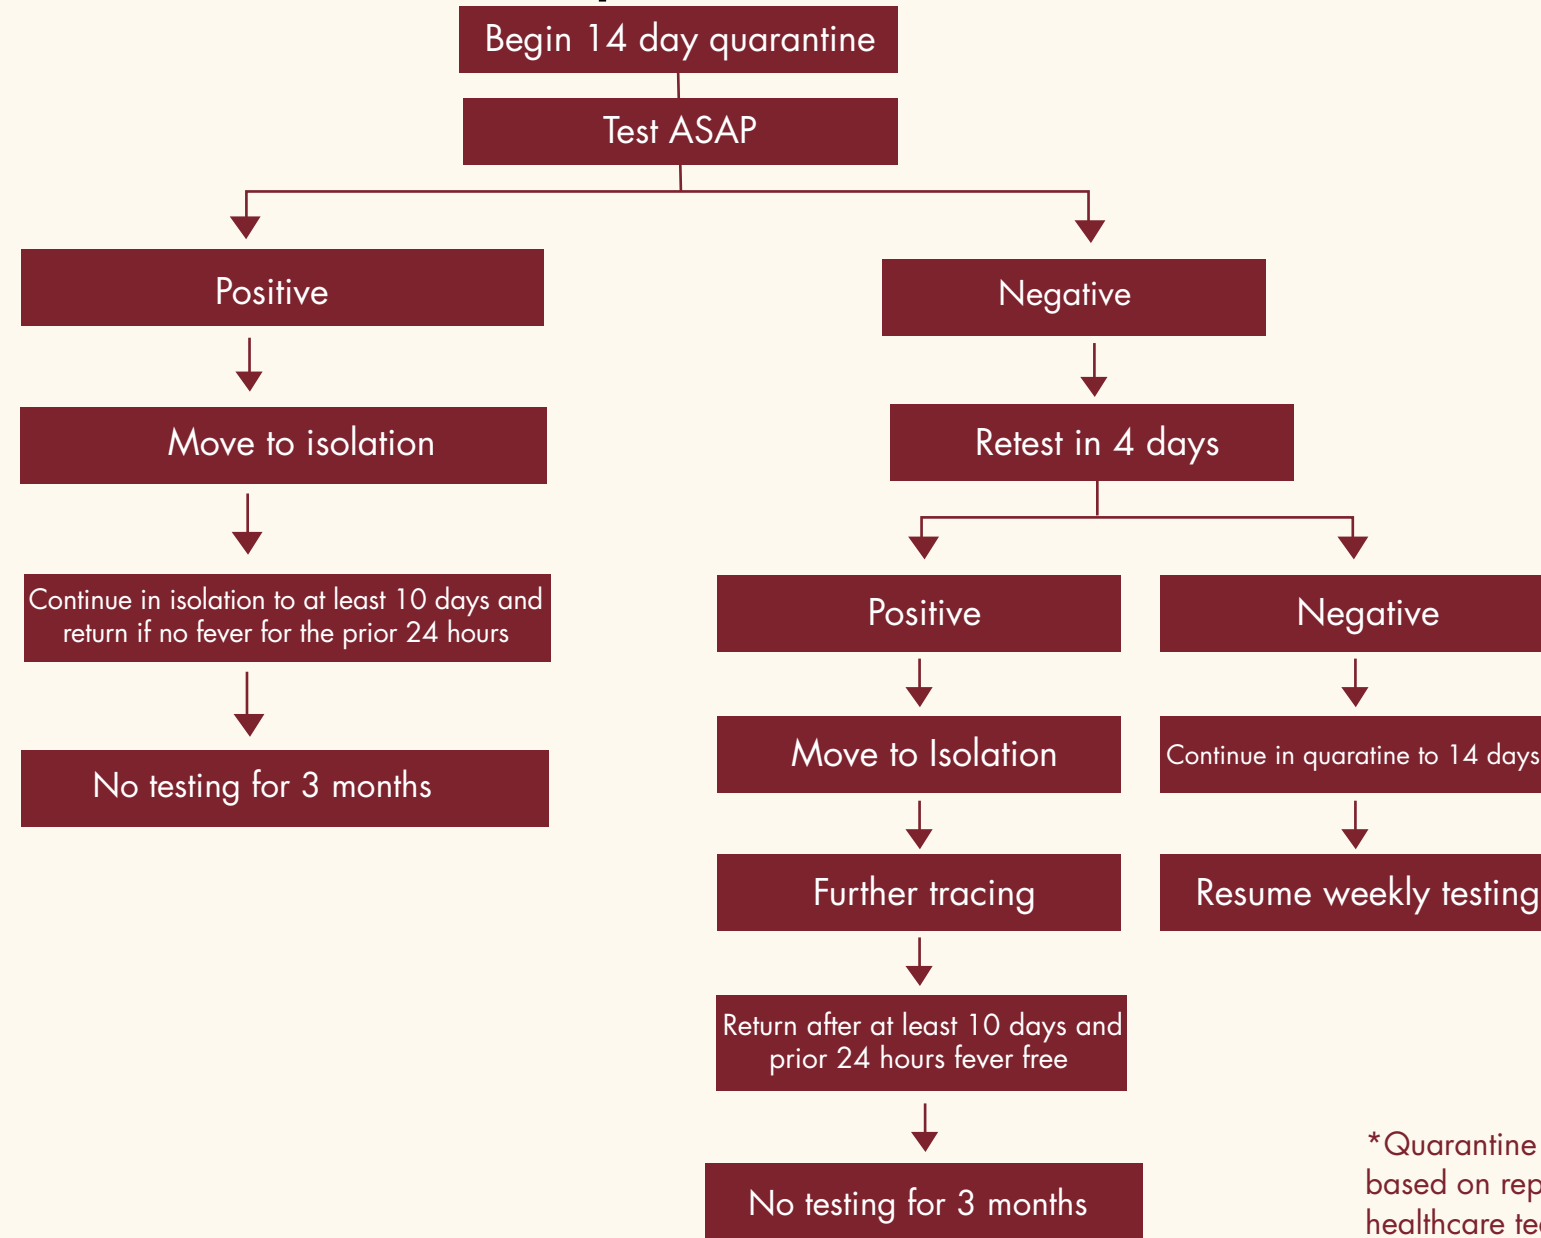 Begin 14 day quarantine
Test ASAP
Positive
Negative
Move to isolation
Retest in 4 days
Continue in isolation to at least 10 days and
return if no fever for the prior 24 hours
Positive
Negative
No testing for 3 months
Move to Isolation
Continue in quaratine to 14 days
Further tracing
Resume weekly testing
Return after at least 10 days and
prior 24 hours fever free
No testing for 3 months
*Quarantine
based on
healthcare